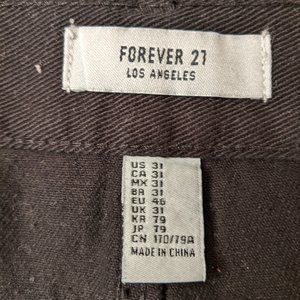 FOREVER 21
LOS ANGELES
US 31
CA 31
MX 31
BR 31
EU 46
UK 31
KR 79
JP 79
CN 170/79A
MADE IN CHINA